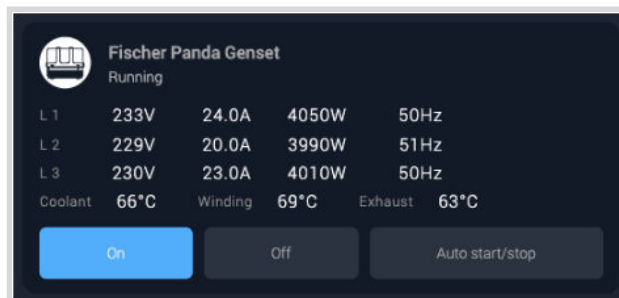 Fischer Panda Genset
Running
L 1 233V 24.0A 4050W 50Hz
L 2 229V 20.0A 3990W 51Hz
L 3 230V 23.0A 4010W 50Hz
Coolant 66°C Winding 69°C Exhaust 63°C
On Off Auto start/stop